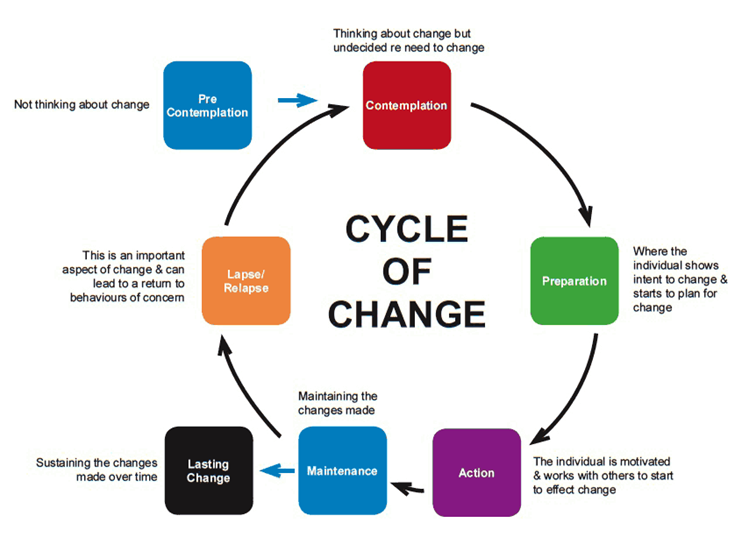 Thinking about change but
undecided re need to change
Not thinking about change
Pre
Contemplation
Contemplation
CYCLE
OF
CHANGE
This is an important
aspect of change & can
lead to a return to
behaviours of concern
Lapse/
Relapse
Preparation
Where the
individual shows
intent to change &
starts to plan for
change
Maintaining the
changes made
Sustaining the changes
made over time
Lasting
Change
Maintenance
Action
The individual is motivated
& works with others to start
to effect change